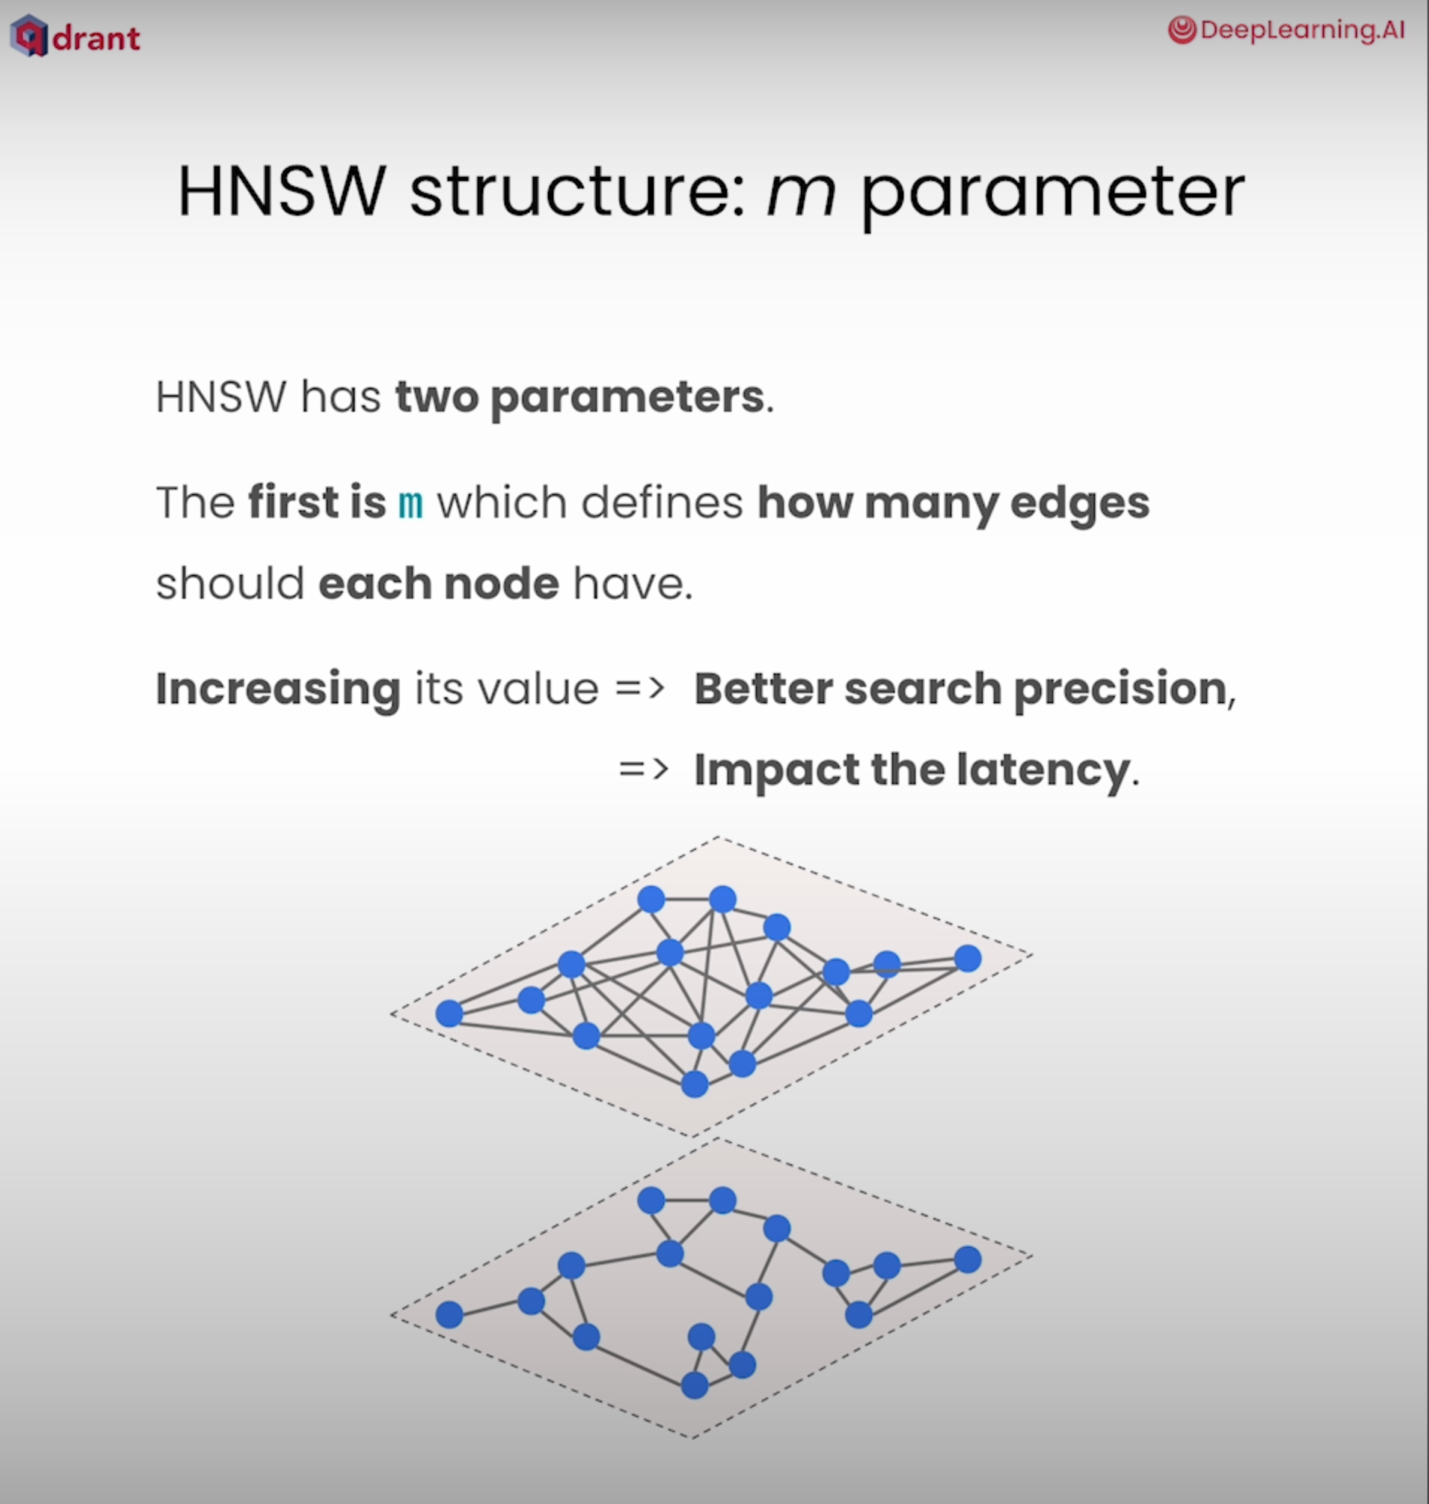 qdrant
DeepLearning.AI
HNSW structure: m parameter
HNSW has two parameters.
The first is m which defines how many edges
should each node have.
Increasing its value => Better search precision,
=> Impact the latency.